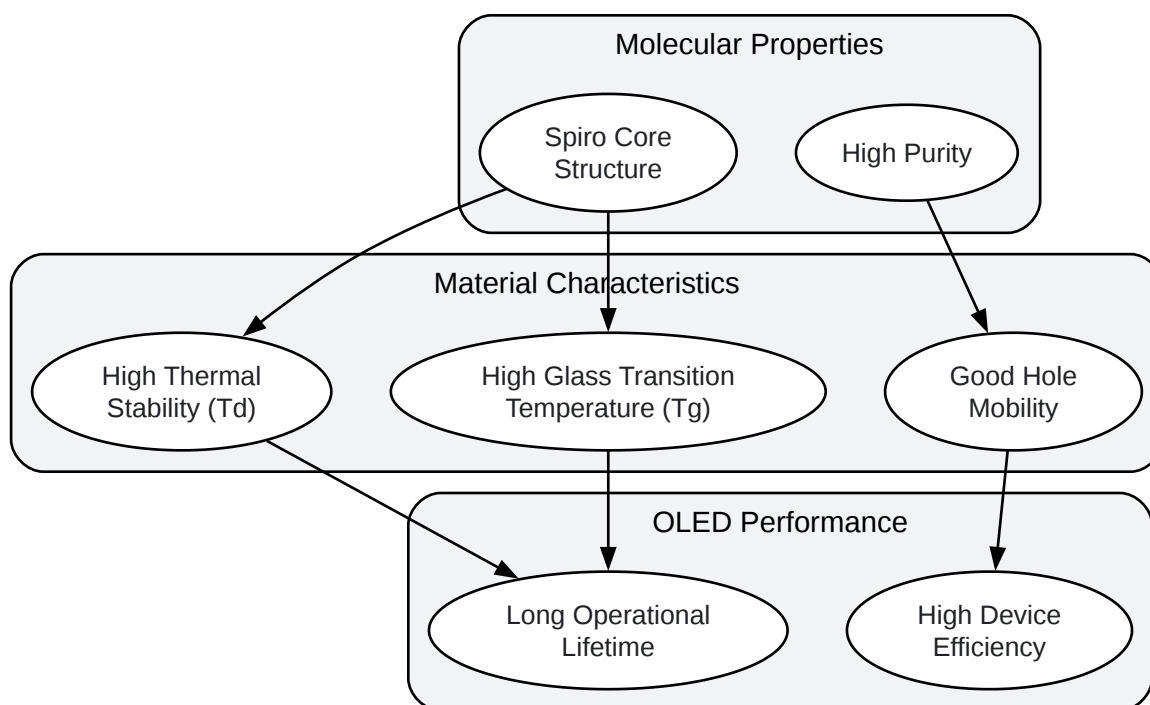 Molecular Properties
Spiro Core
Structure
High Purity
Material Characteristics
High Thermal
Stability (Td)
High Glass Transition
Temperature (Tg)
Good Hole
Mobility
OLED Performance
Long Operational
Lifetime
High Device
Efficiency